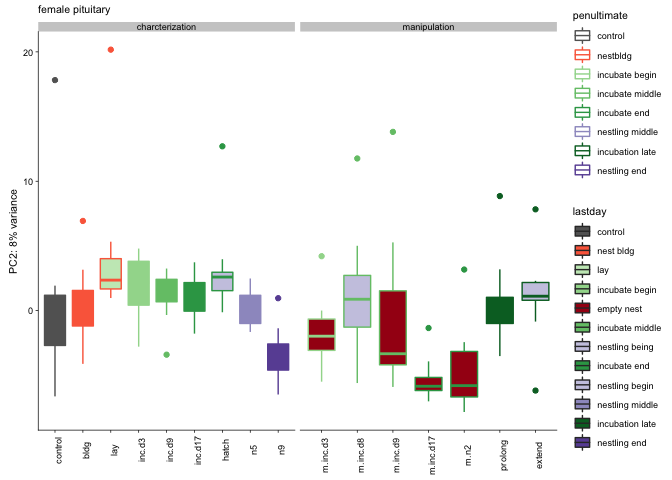 female pituitary
charcterization
manipulation
PC2: 8% variance
20
10
0
control
bldg
lay
inc.d3
inc.d9
inc.d17
hatch
n5
n9
m.inc.d3
m.inc.d8
m.inc.d9
m.inc.d17
m.n2
prolong
extend
penultimate
control
nestbldg
incubate begin
incubate middle
incubate end
nestling middle
incubation late
nestling end
lastday
control
nest bldg
lay
incubate begin
empty nest
incubate middle
nestling being
incubate end
nestling begin
nestling middle
incubation late
nestling end